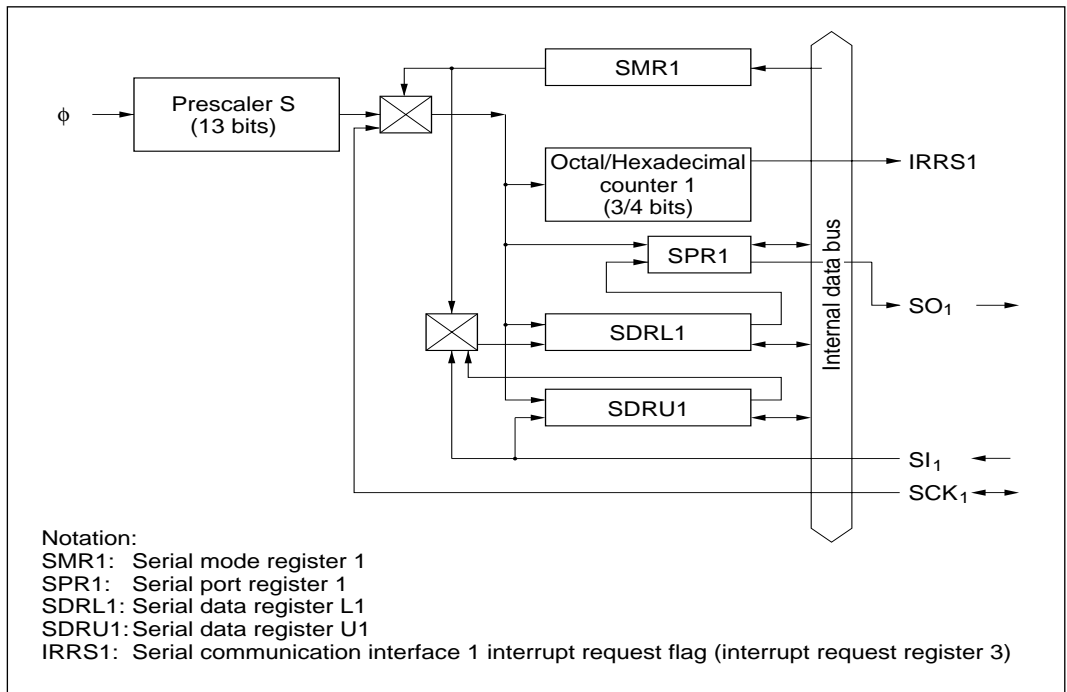 SMR1
Prescaler S
(13 bits)
ϕ
Octal/Hexadecimal
counter 1
(3/4 bits)
IRRS1
SPR1
Internal data bus
SO1
SDRL1
SDRU1
SI1
SCK1
Notation:
SMR1: Serial mode register 1
SPR1: Serial port register 1
SDRL1: Serial data register L1
SDRU1: Serial data register U1
IRRS1: Serial communication interface 1 interrupt request flag (interrupt request register 3)